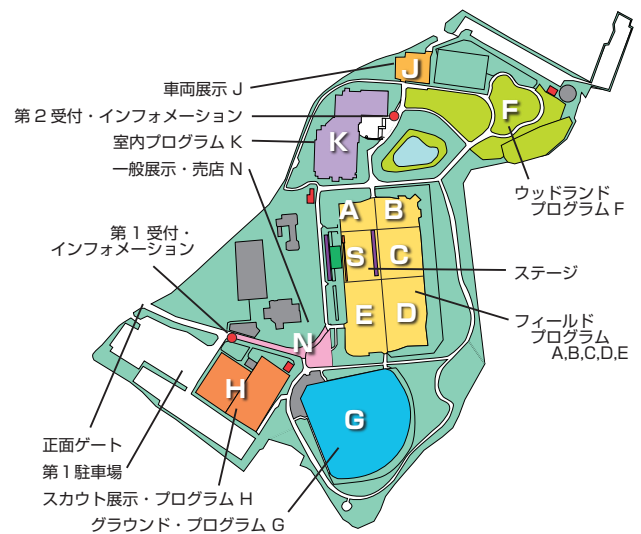 車両展示 J
第2受付・インフォメーション
室内プログラム K
一般展示・売店 N
第1受付・
インフォメーション
J
F
K
ウッドランド
プログラム F
A
B
S
C
ステージ
E
D
フィールド
プログラム
A,B,C,D,E
N
H
G
正面ゲート
第1駐車場
スカウト展示・プログラム H
グラウンド・プログラム G